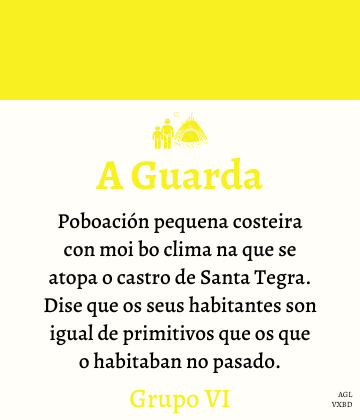 A Guarda
Poboación pequena costeira
con moi bo clima na que se
atopa o castro de Santa Tegra.
Dise que os seus habitantes son
igual de primitivos que os que
o habitaban no pasado.
Grupo VI
AGL
VXBD